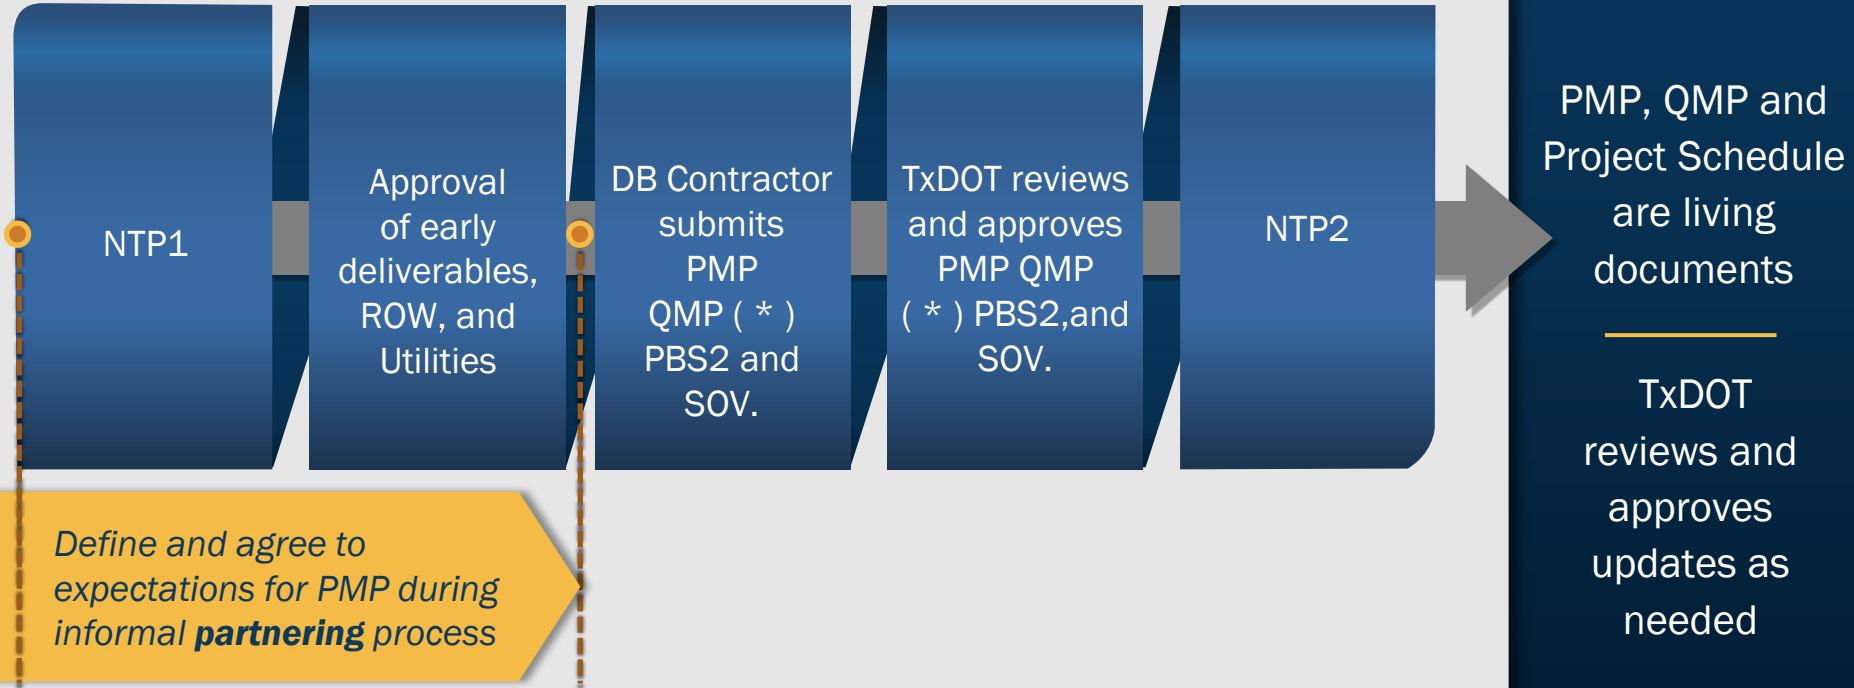 NTP1
Approval
of early
deliverables,
ROW, and
Utilities
DB Contractor
submits
PMP
QMP ( * )
PBS2 and
SOV.
TxDOT reviews
and approves
PMP QMP
( * ) PBS2,and
SOV.
NTP2
PMP, QMP and
Project Schedule
are living
documents
TxDOT
reviews and
approves
updates as
needed
Define and agree to
expectations for PMP during
informal partnering process